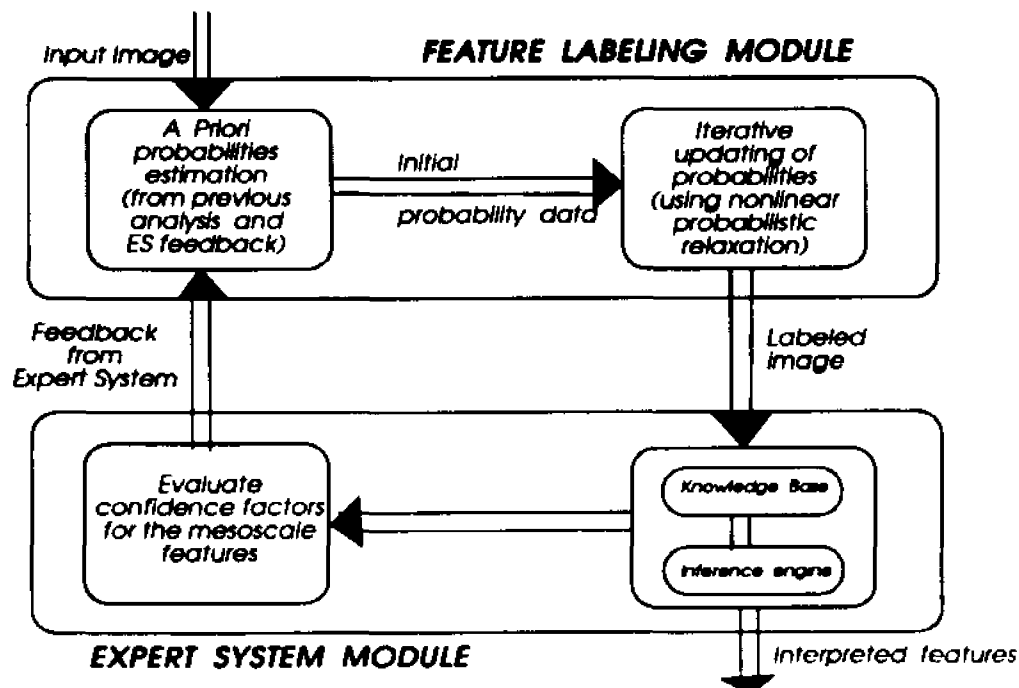 Input Image
FEATURE LABELING MODULE
A Priori
probabilities
estimation
(from previous
analysis and
ES feedback)
Initial
probability data
Iterative
updating of
probabilities
(using nonlinear
probabilistic
relaxation)
Feedback
from
Expert System
Labeled
image
Evaluate
confidence factors
for the mesoscale
features
Knowledge Base
Inference engine
EXPERT SYSTEM MODULE
Interpreted features